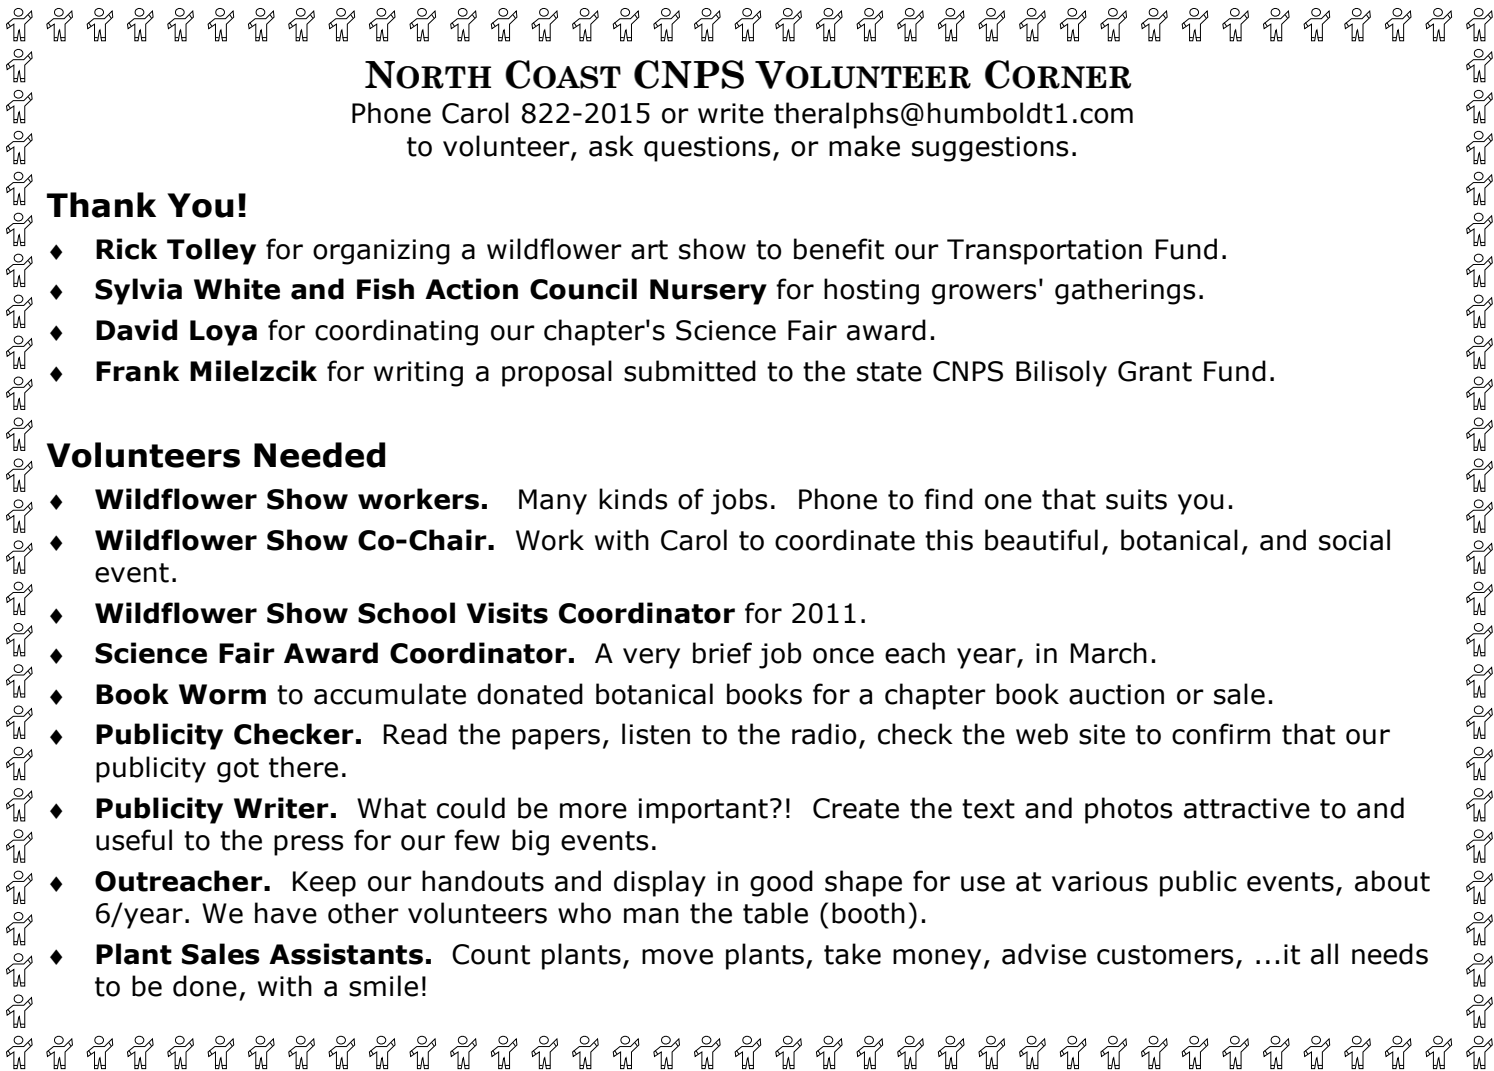 NORTH COAST CNPS VOLUNTEER CORNER
Phone Carol 822-2015 or write theralphs@humboldt1.com
to volunteer, ask questions, or make suggestions.
Thank You!
♦ Rick Tolley for organizing a wildflower art show to benefit our Transportation Fund.
♦ Sylvia White and Fish Action Council Nursery for hosting growers' gatherings.
♦ David Loya for coordinating our chapter's Science Fair award.
♦ Frank Milelzcik for writing a proposal submitted to the state CNPS Bilisoly Grant Fund.
Volunteers Needed
♦ Wildflower Show workers. Many kinds of jobs. Phone to find one that suits you.
♦ Wildflower Show Co-Chair. Work with Carol to coordinate this beautiful, botanical, and social
event.
♦ Wildflower Show School Visits Coordinator for 2011.
♦ Science Fair Award Coordinator. A very brief job once each year, in March.
♦ Book Worm to accumulate donated botanical books for a chapter book auction or sale.
♦ Publicity Checker. Read the papers, listen to the radio, check the web site to confirm that our
publicity got there.
♦ Publicity Writer. What could be more important?! Create the text and photos attractive to and
useful to the press for our few big events.
♦ Outreacher. Keep our handouts and display in good shape for use at various public events, about
6/year. We have other volunteers who man the table (booth).
♦ Plant Sales Assistants. Count plants, move plants, take money, advise customers, ...it all needs
to be done, with a smile!